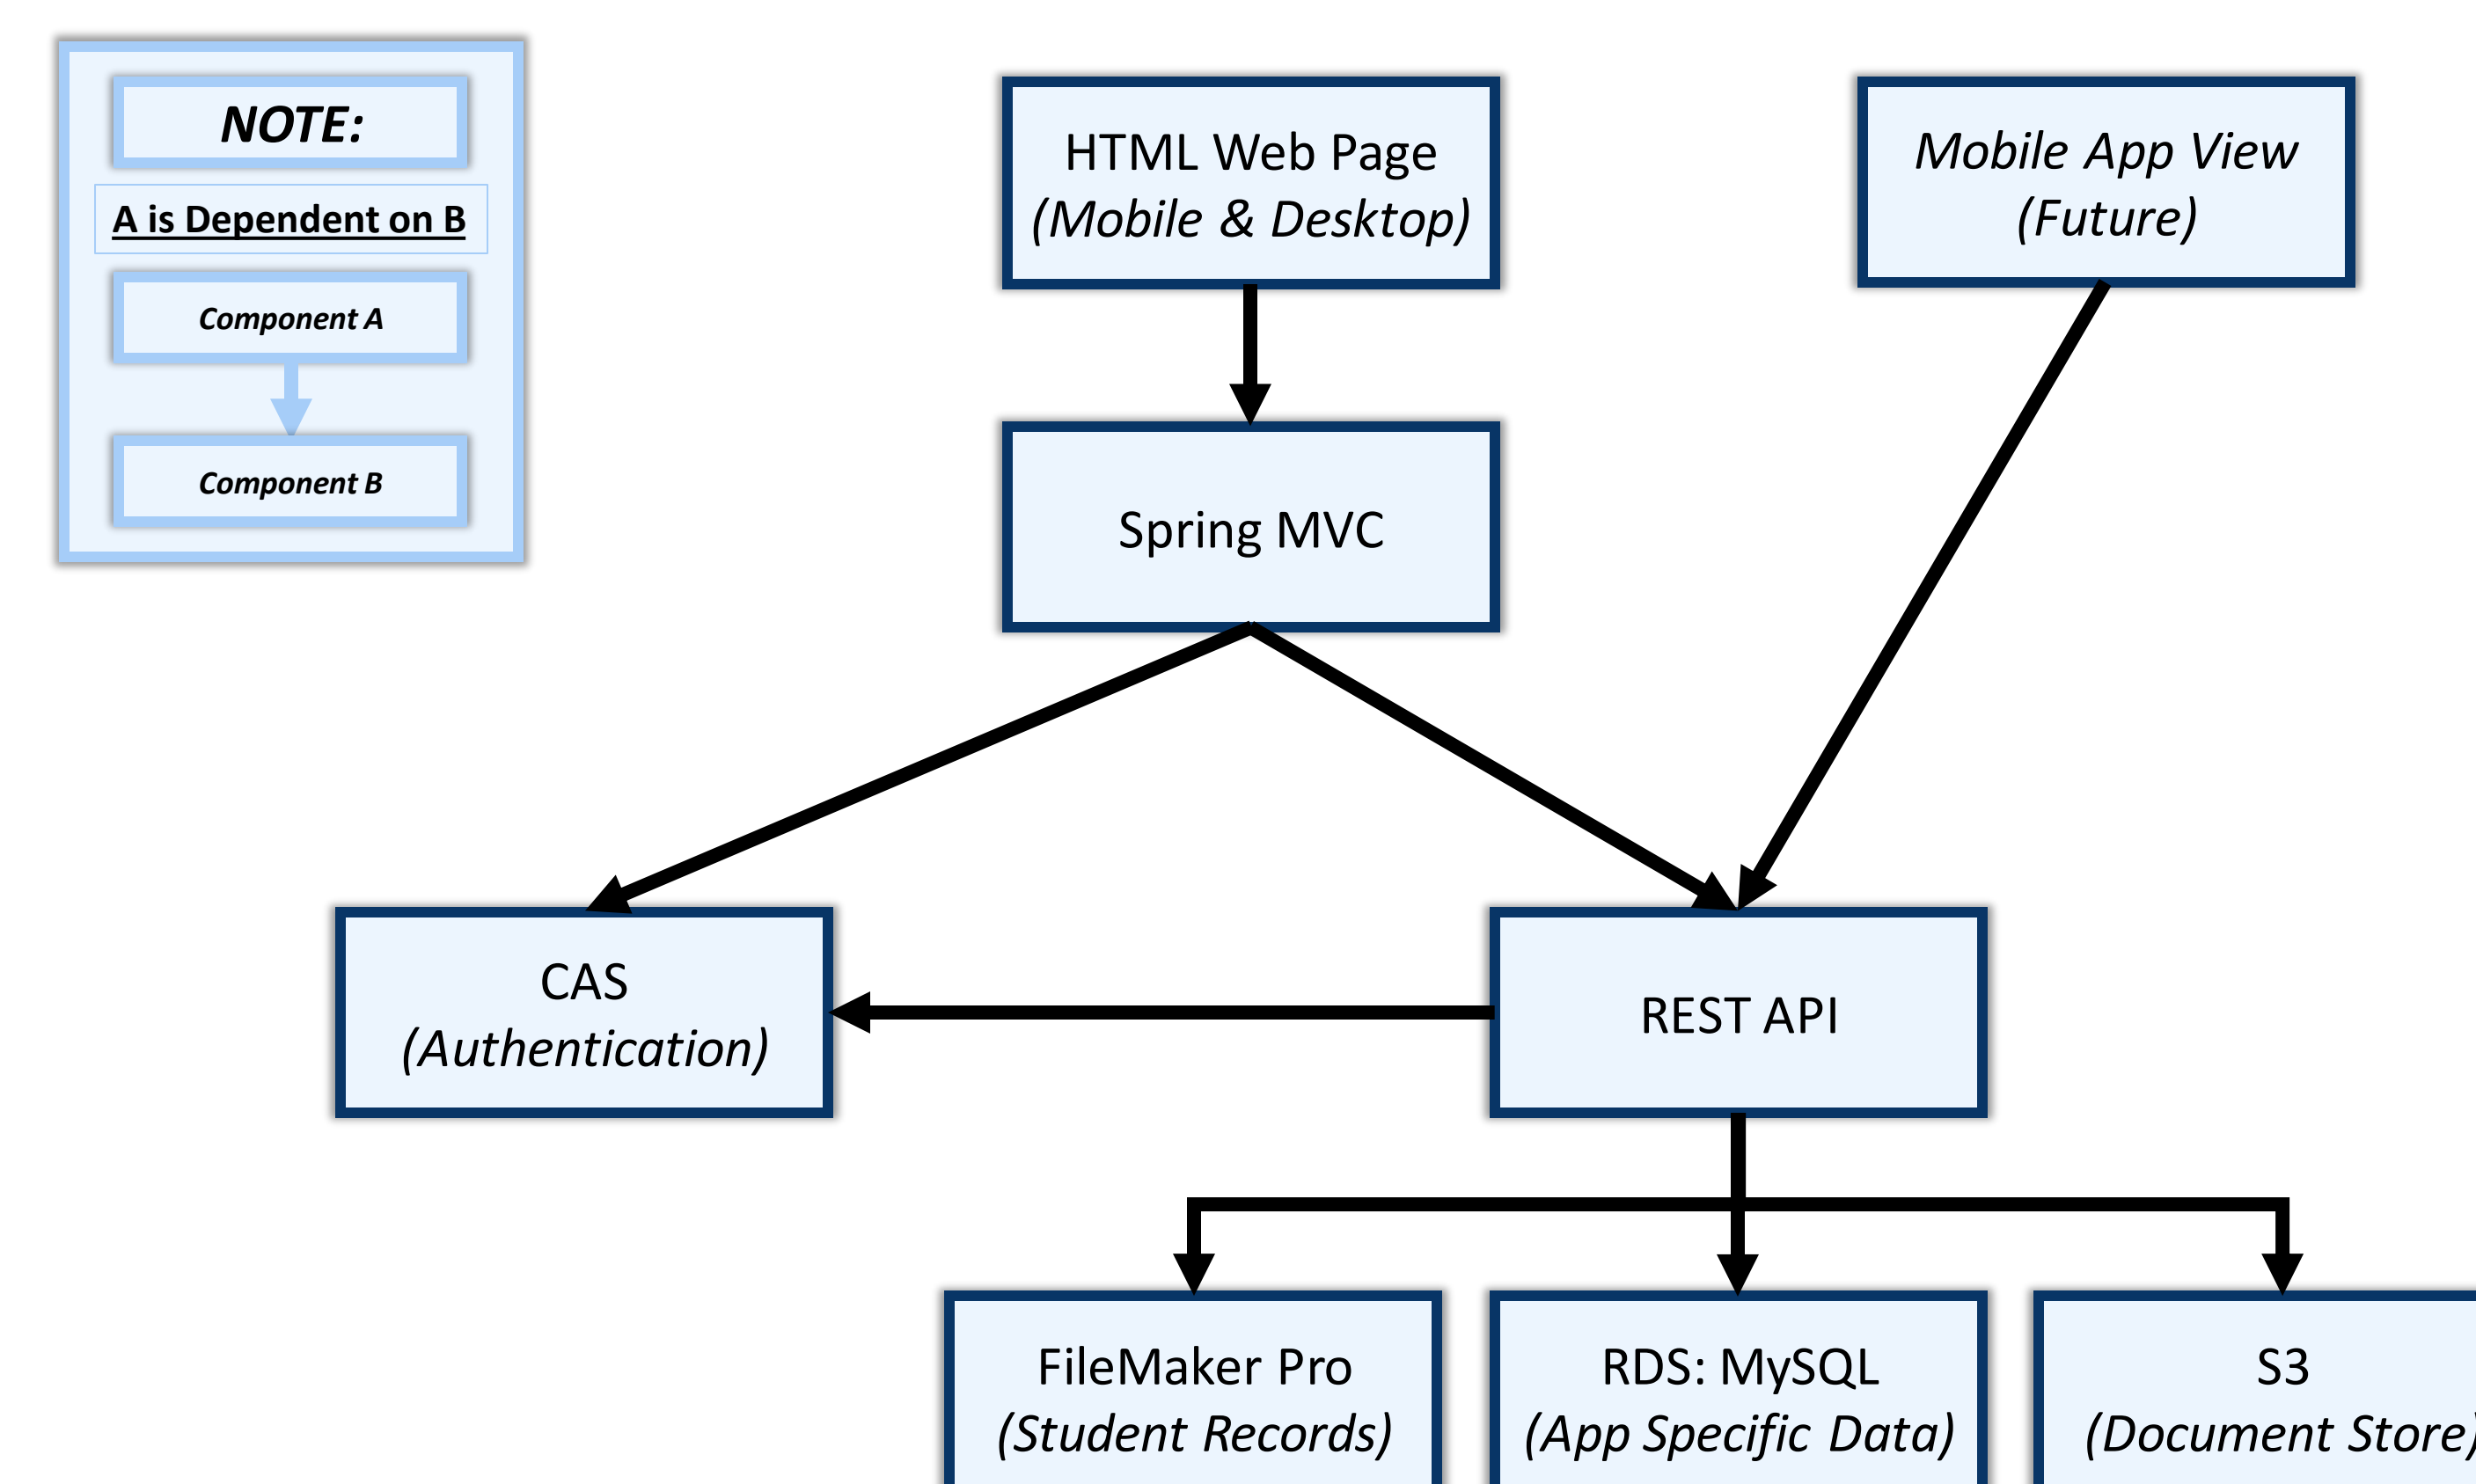 NOTE:
A is Dependent on B
Component A
Component B
HTML Web Page
(Mobile & Desktop)
Mobile App View
(Future)
Spring MVC
CAS
(Authentication)
REST API
FileMaker Pro
(Student Records)
RDS: MySQL
(App Specific Data)
S3
(Document Store)